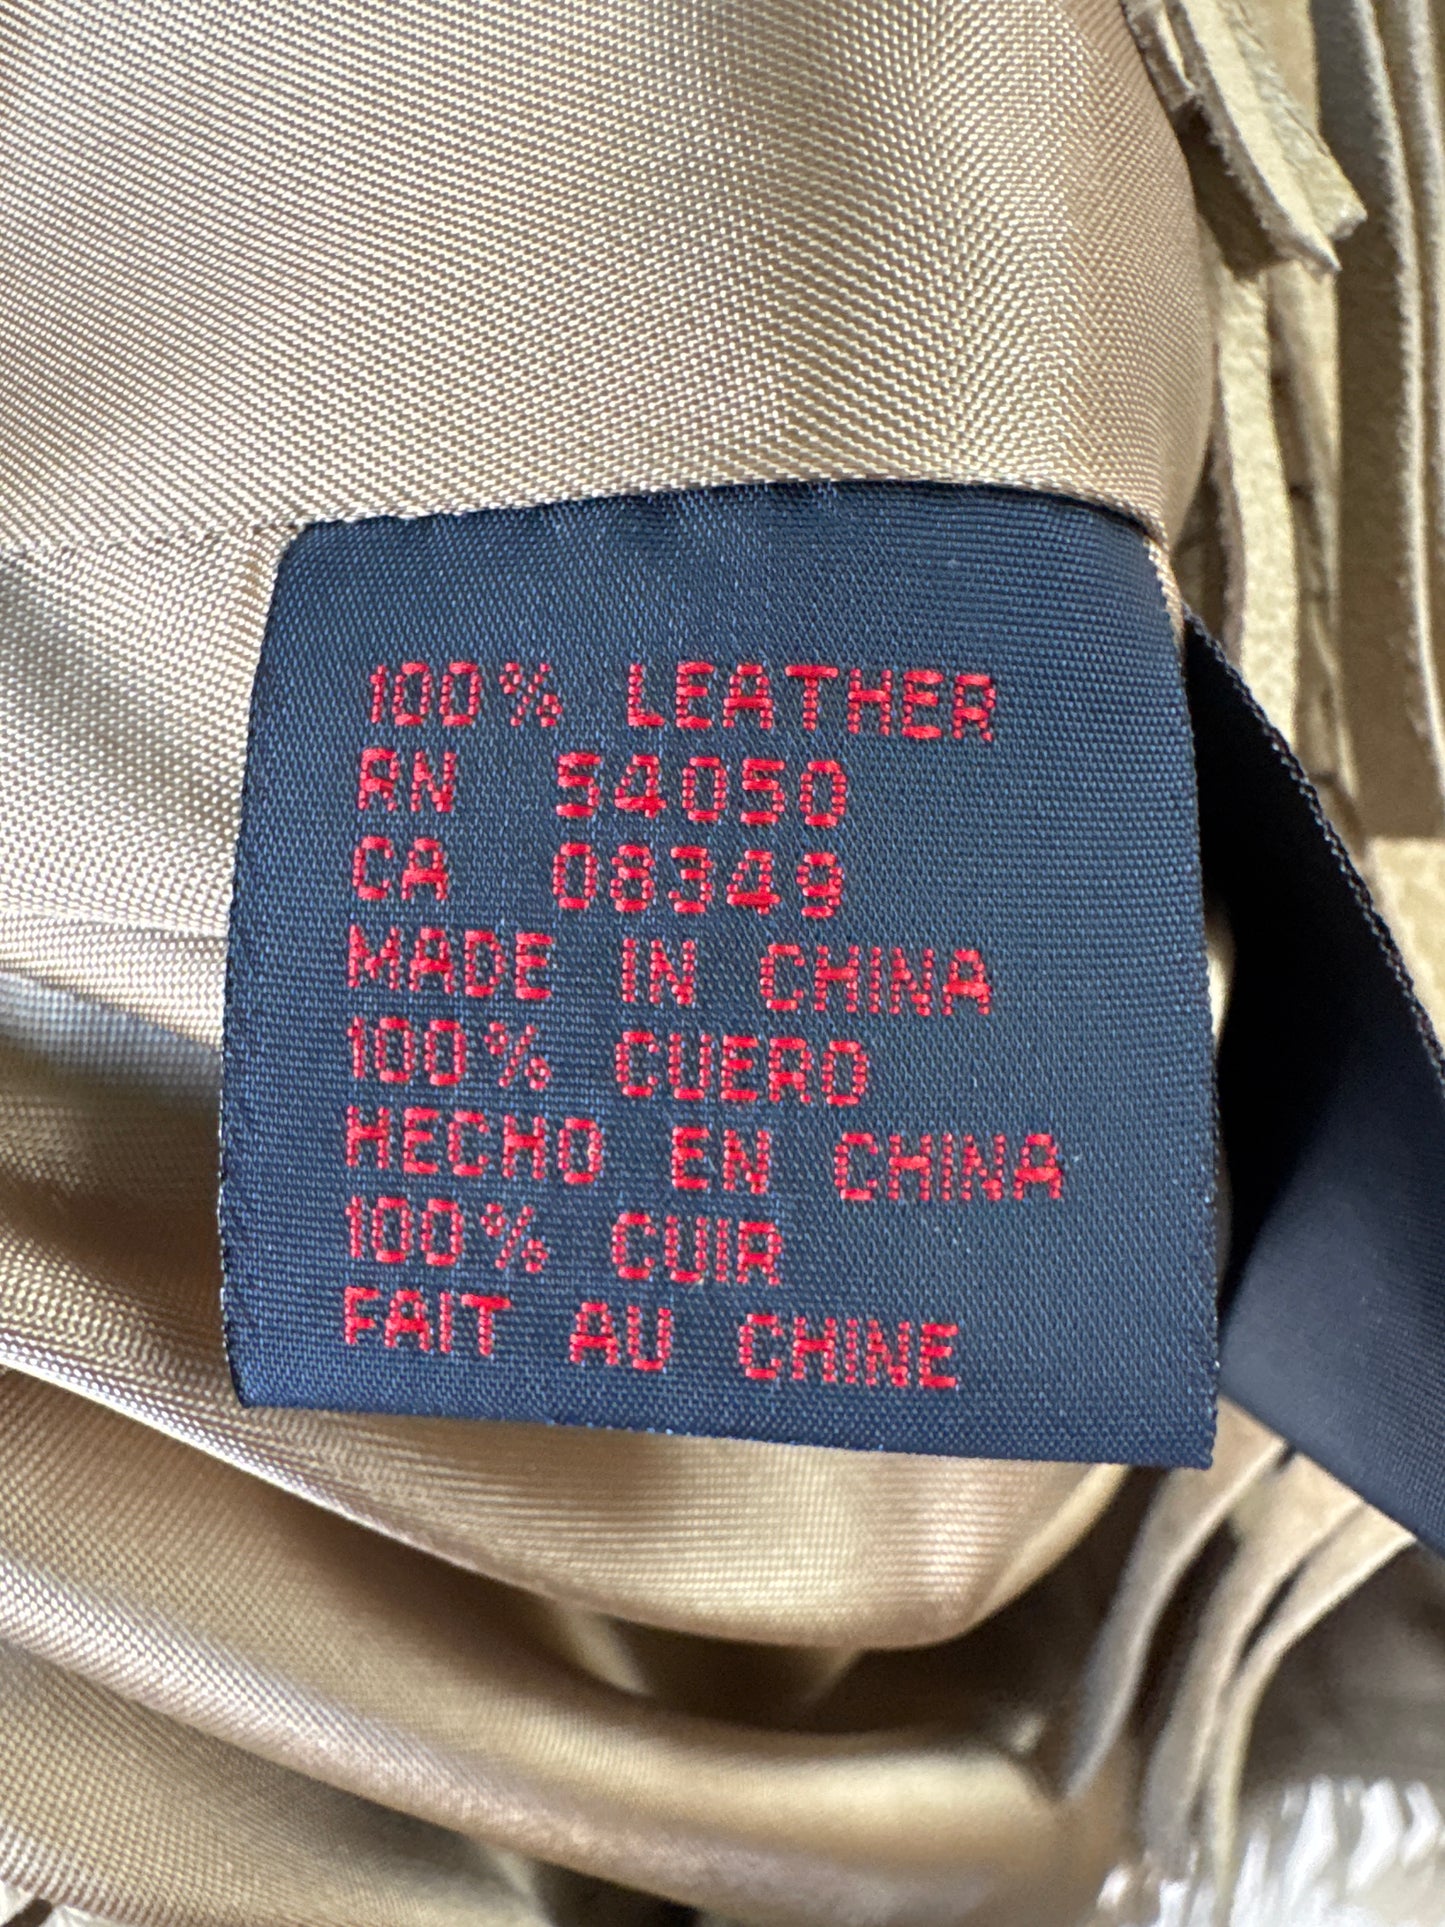 100% LEATHER
RN 54050
CA 08349
MADE IN CHINA
100% CUERO
HECHO EN CHINA
100% CUIR
FAIT AU CHINE